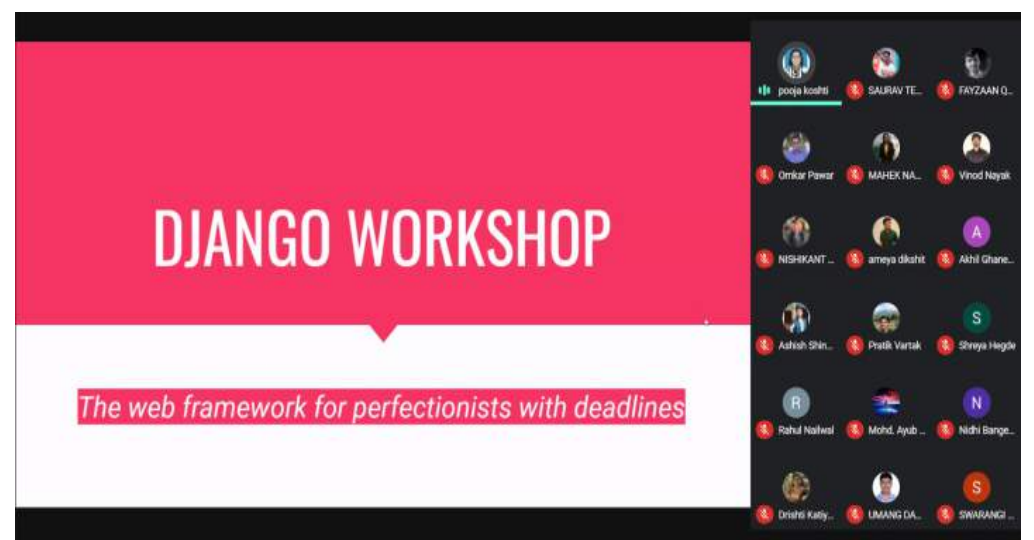 DJANGO WORKSHOP
The web framework for perfectionists with deadlines
pooja koshti
SAURAV TE...
FAYZAAN Q...
Omkar Pawar
MAHEK NA...
Vinod Nayak
NISHIKANT ...
ameya dikshit
A
Akhil Ghane...
Ashish Shin...
Pratik Vartak
S
Shreya Hegde
R
Rahul Nailwal
Mohd. Ayub ...
N
Nidhi Bange...
Drishti Katiy...
UMANG DA...
S
SWARANGI ...